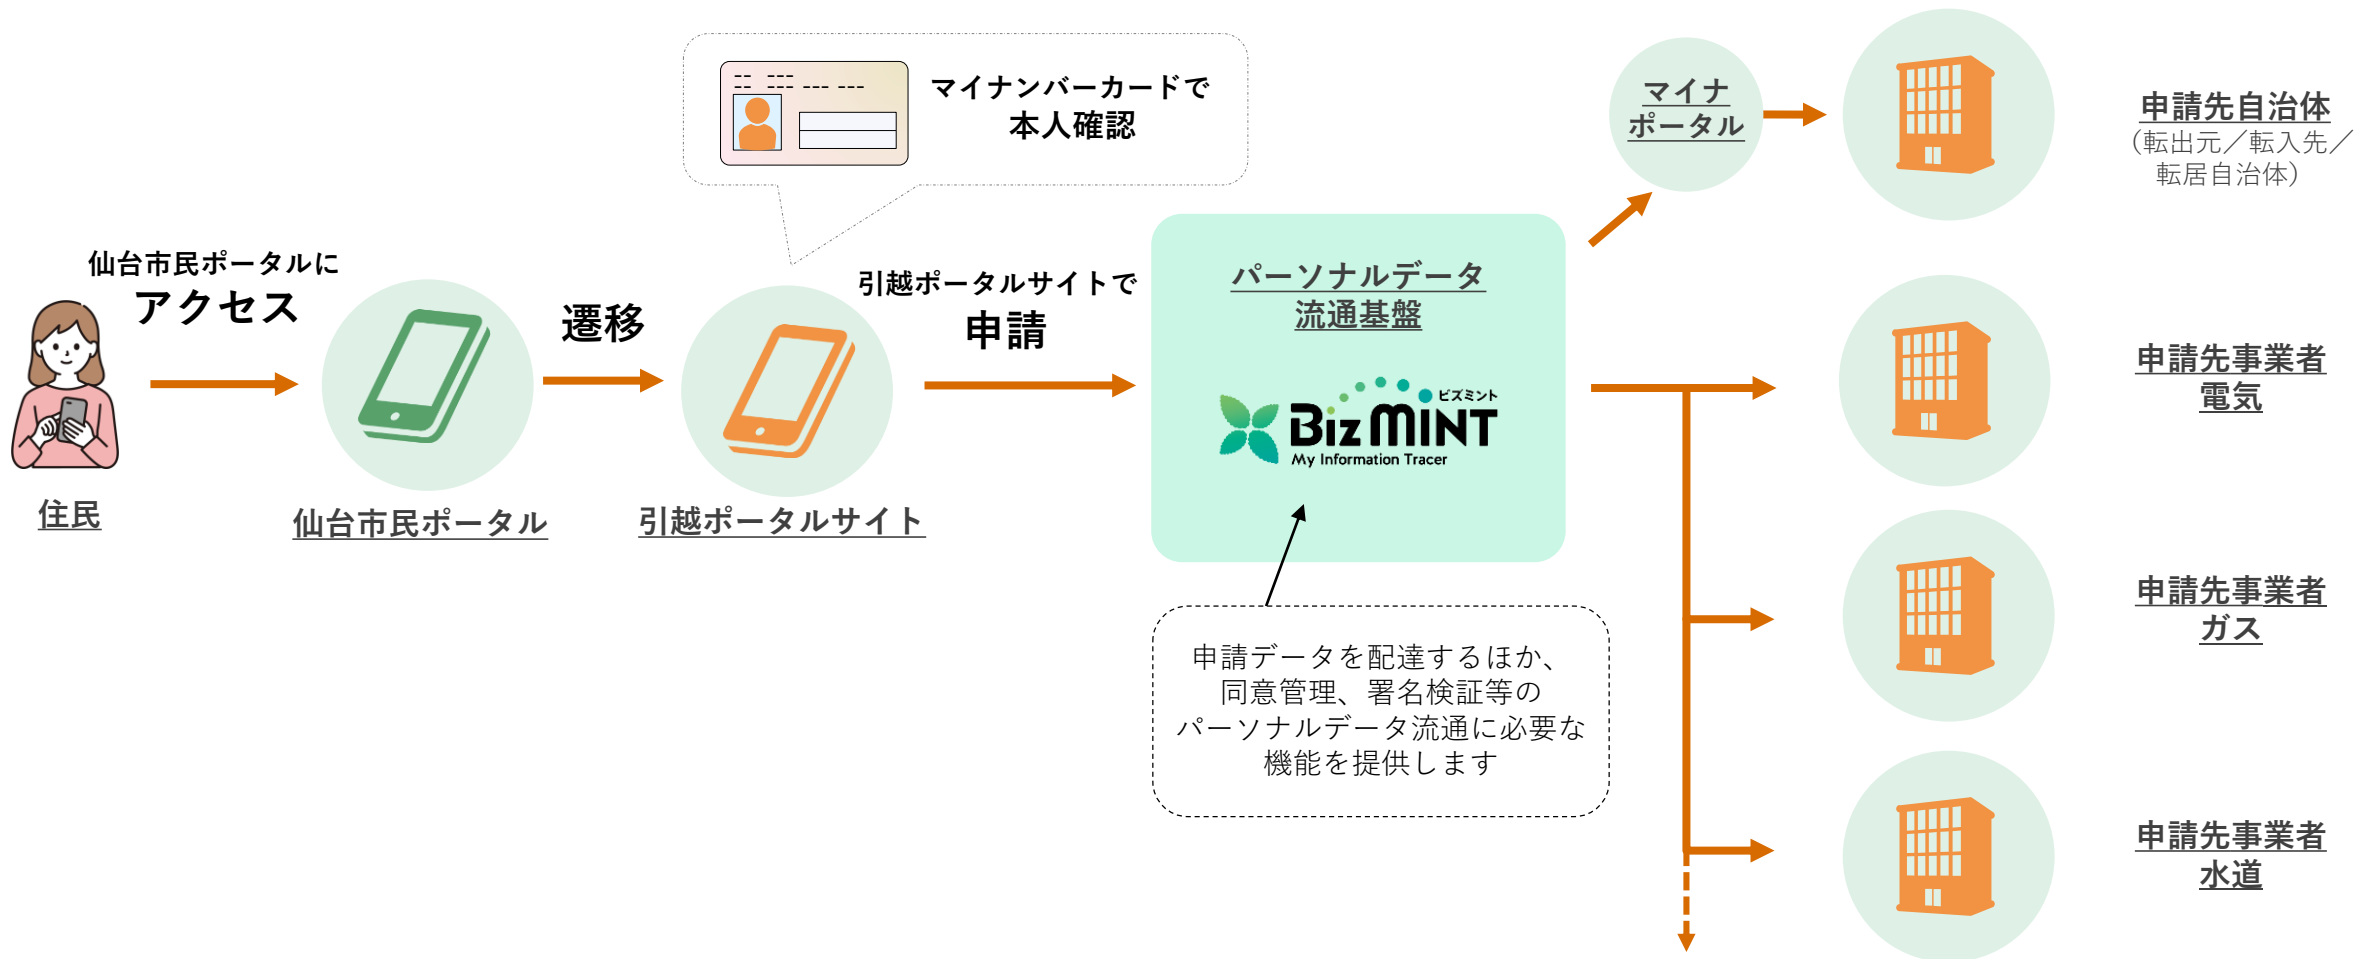 マイナンバーカードで
本人確認
仙台市民ポータルに
アクセス
住民
仙台市民ポータル
遷移
引越ポータルサイト
引越ポータルサイトで
申請
パーソナルデータ
流通基盤
ビズミント
BizMINT
My Information Tracer
申請データを配達するほか、
同意管理、署名検証等の
パーソナルデータ流通に必要な
機能を提供します
マイナ
ポータル
申請先自治体
（転出元／転入先／
転居自治体）
申請先事業者
電気
申請先事業者
ガス
申請先事業者
水道